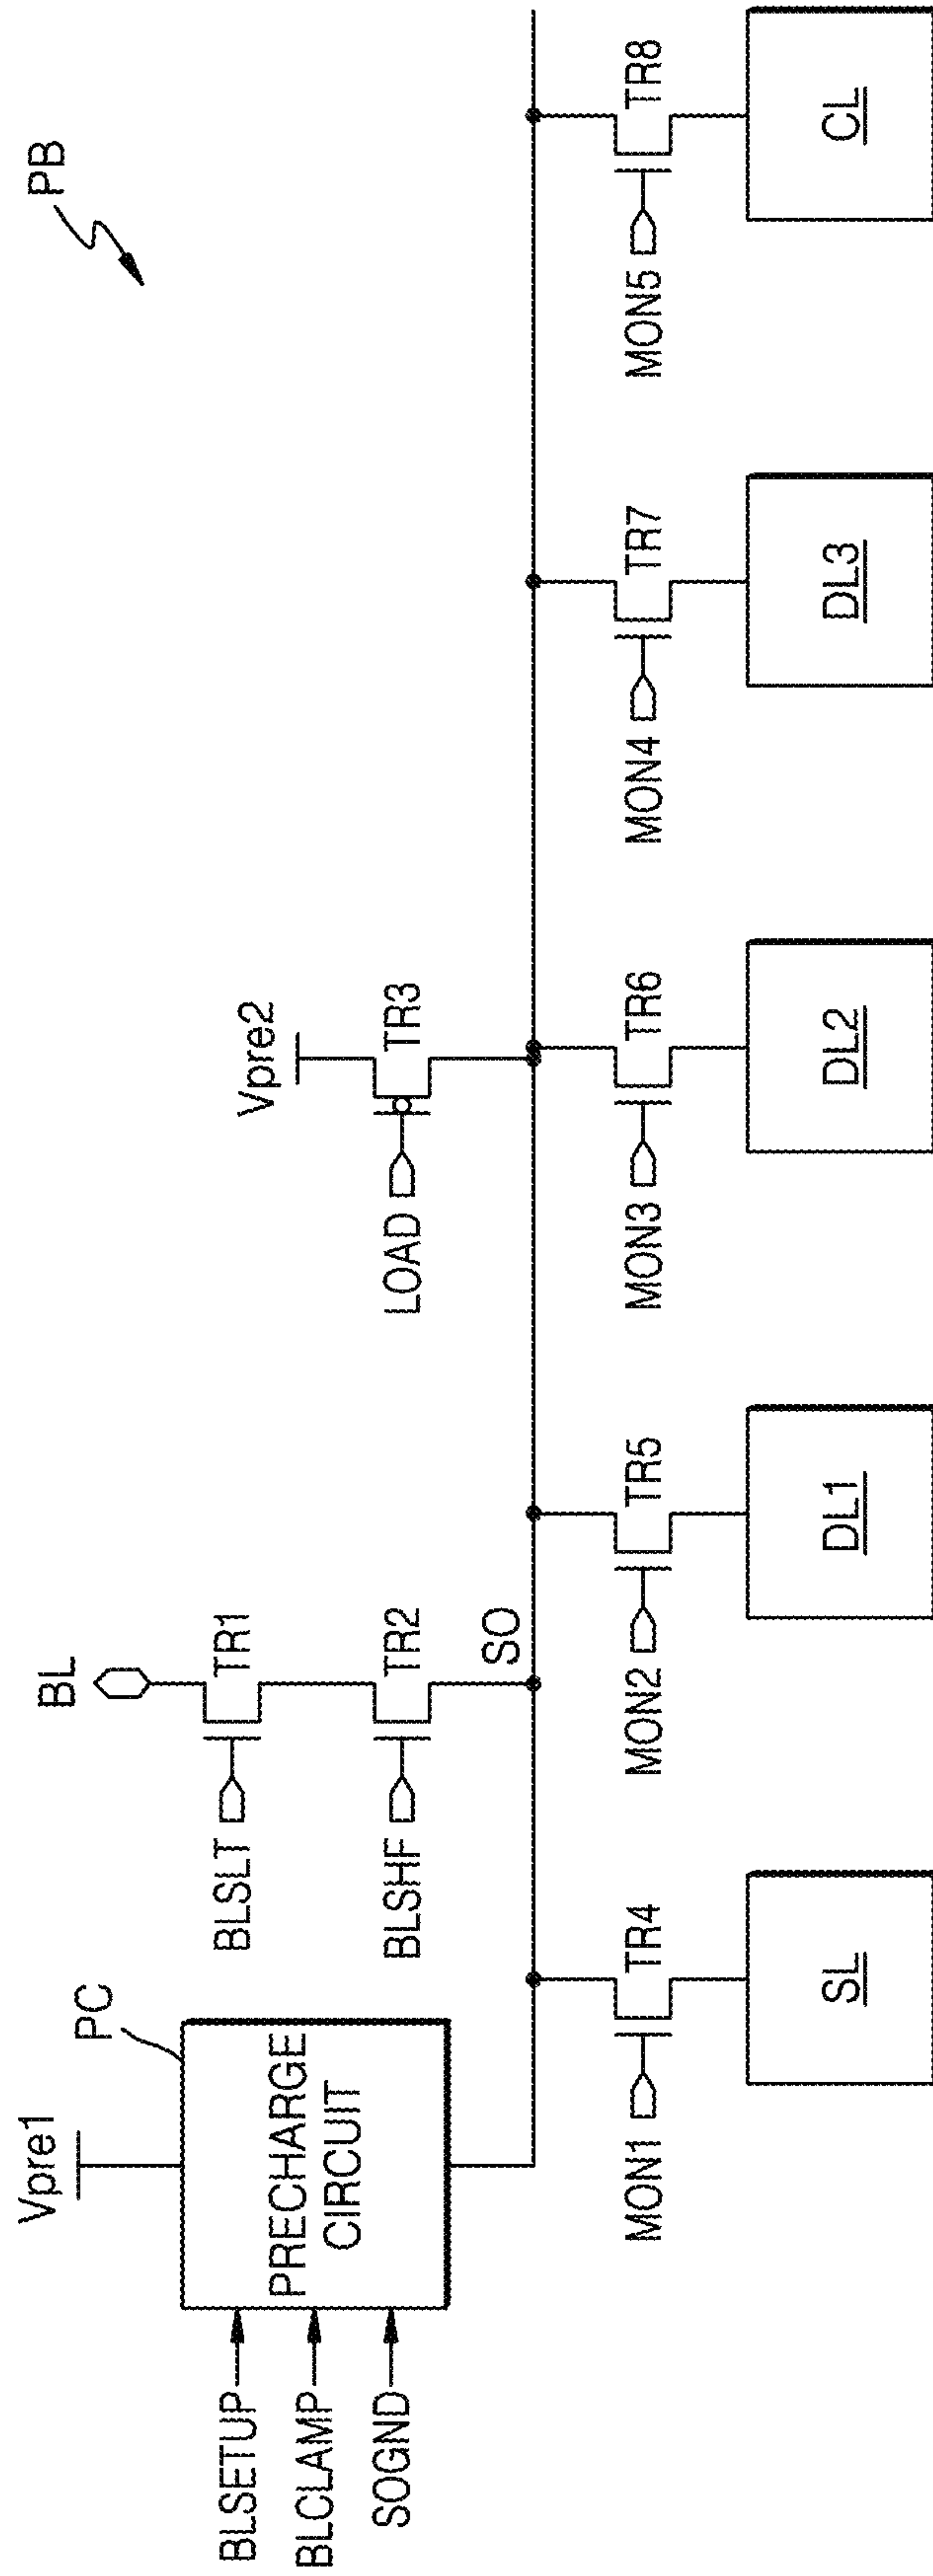 PB
Vpre1
PC
PRECHARGE
CIRCUIT
BLSETUP
BLCLAMP
SOGND
BL
BLSLT
TR1
BLSHF
TR2
SO
Vpre2
LOAD
TR3
MON1
TR4
SL
MON2
TR5
DL1
MON3
TR6
DL2
MON4
TR7
DL3
MON5
TR8
CL